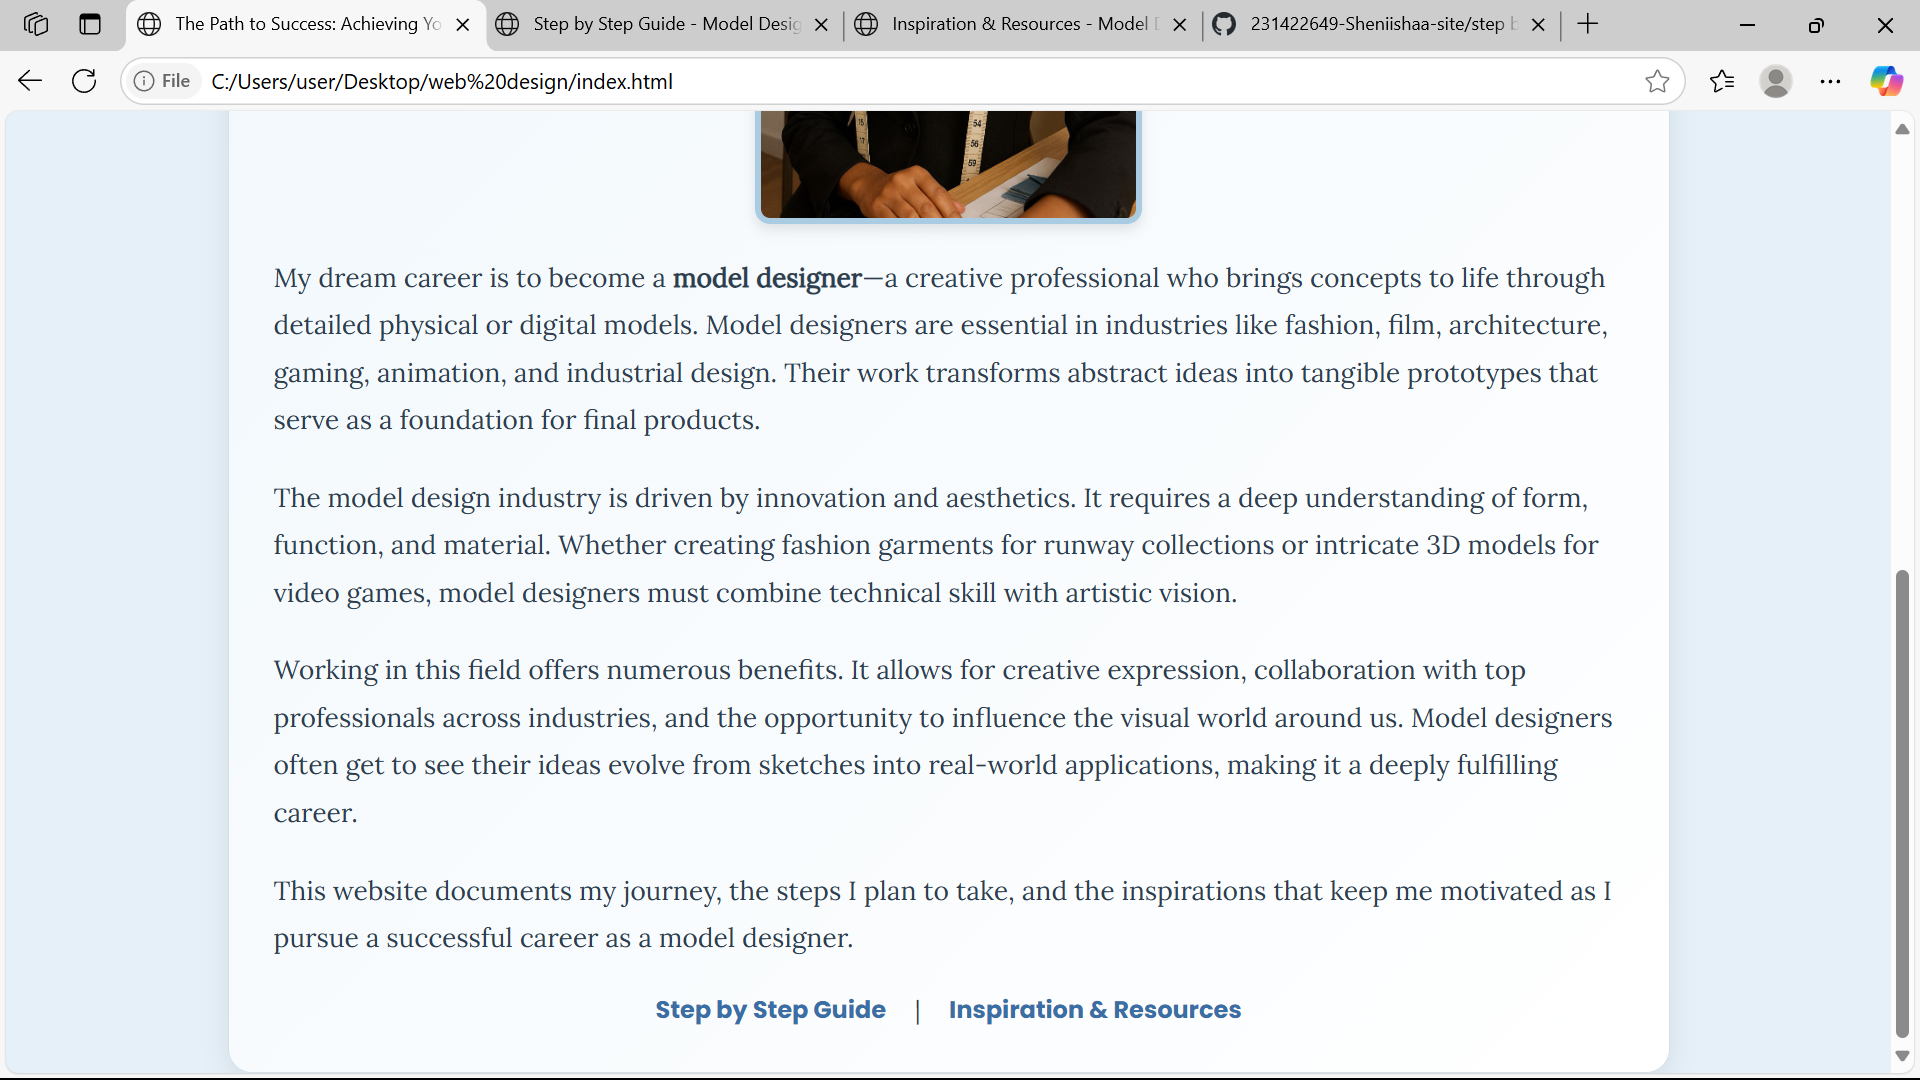 The Path to Success: Achieving Yo
Step by Step Guide - Model Desig
Inspiration & Resources - Model D
231422649-Sheniishaa-site/step b
File
C:/Users/user/Desktop/web%20design/index.html
54
56
59
My dream career is to become a model designer—a creative professional who brings concepts to life through
detailed physical or digital models. Model designers are essential in industries like fashion, film, architecture,
gaming, animation, and industrial design. Their work transforms abstract ideas into tangible prototypes that
serve as a foundation for final products.
The model design industry is driven by innovation and aesthetics. It requires a deep understanding of form,
function, and material. Whether creating fashion garments for runway collections or intricate 3D models for
video games, model designers must combine technical skill with artistic vision.
Working in this field offers numerous benefits. It allows for creative expression, collaboration with top
professionals across industries, and the opportunity to influence the visual world around us. Model designers
often get to see their ideas evolve from sketches into real-world applications, making it a deeply fulfilling
career.
This website documents my journey, the steps I plan to take, and the inspirations that keep me motivated as I
pursue a successful career as a model designer.
Step by Step Guide | Inspiration & Resources